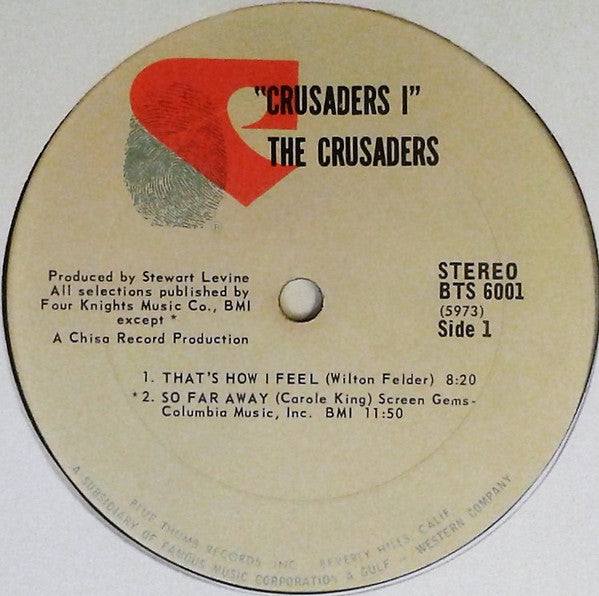 "CRUSADERS I"
THE CRUSADERS
Produced by Stewart Levine
All selections published by
Four Knights Music Co., BMI
except *
A Chisa Record Production
STEREO
BTS 6001
(5973)
Side 1
1. THAT'S HOW I FEEL (Wilton Felder) 8:20
*2. SO FAR AWAY (Carole King) Screen Gems-
Columbia Music, Inc. BMI 11:50
BLUE THUMB RECORDS, INC. BEVERLY HILLS, CALIF.
A SUBSIDIARY OF FAMOUS MUSIC CORPORATION A GULF + WESTERN COMPANY